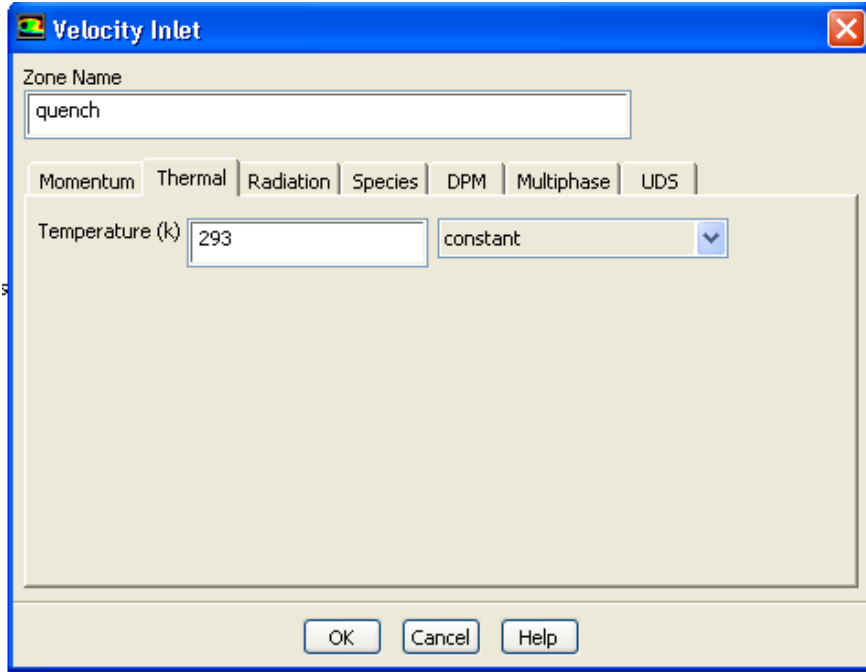 Velocity Inlet
Zone Name
quench
Momentum Thermal Radiation Species DPM Multiphase UDS
Temperature (k) 293 constant
s
OK Cancel Help